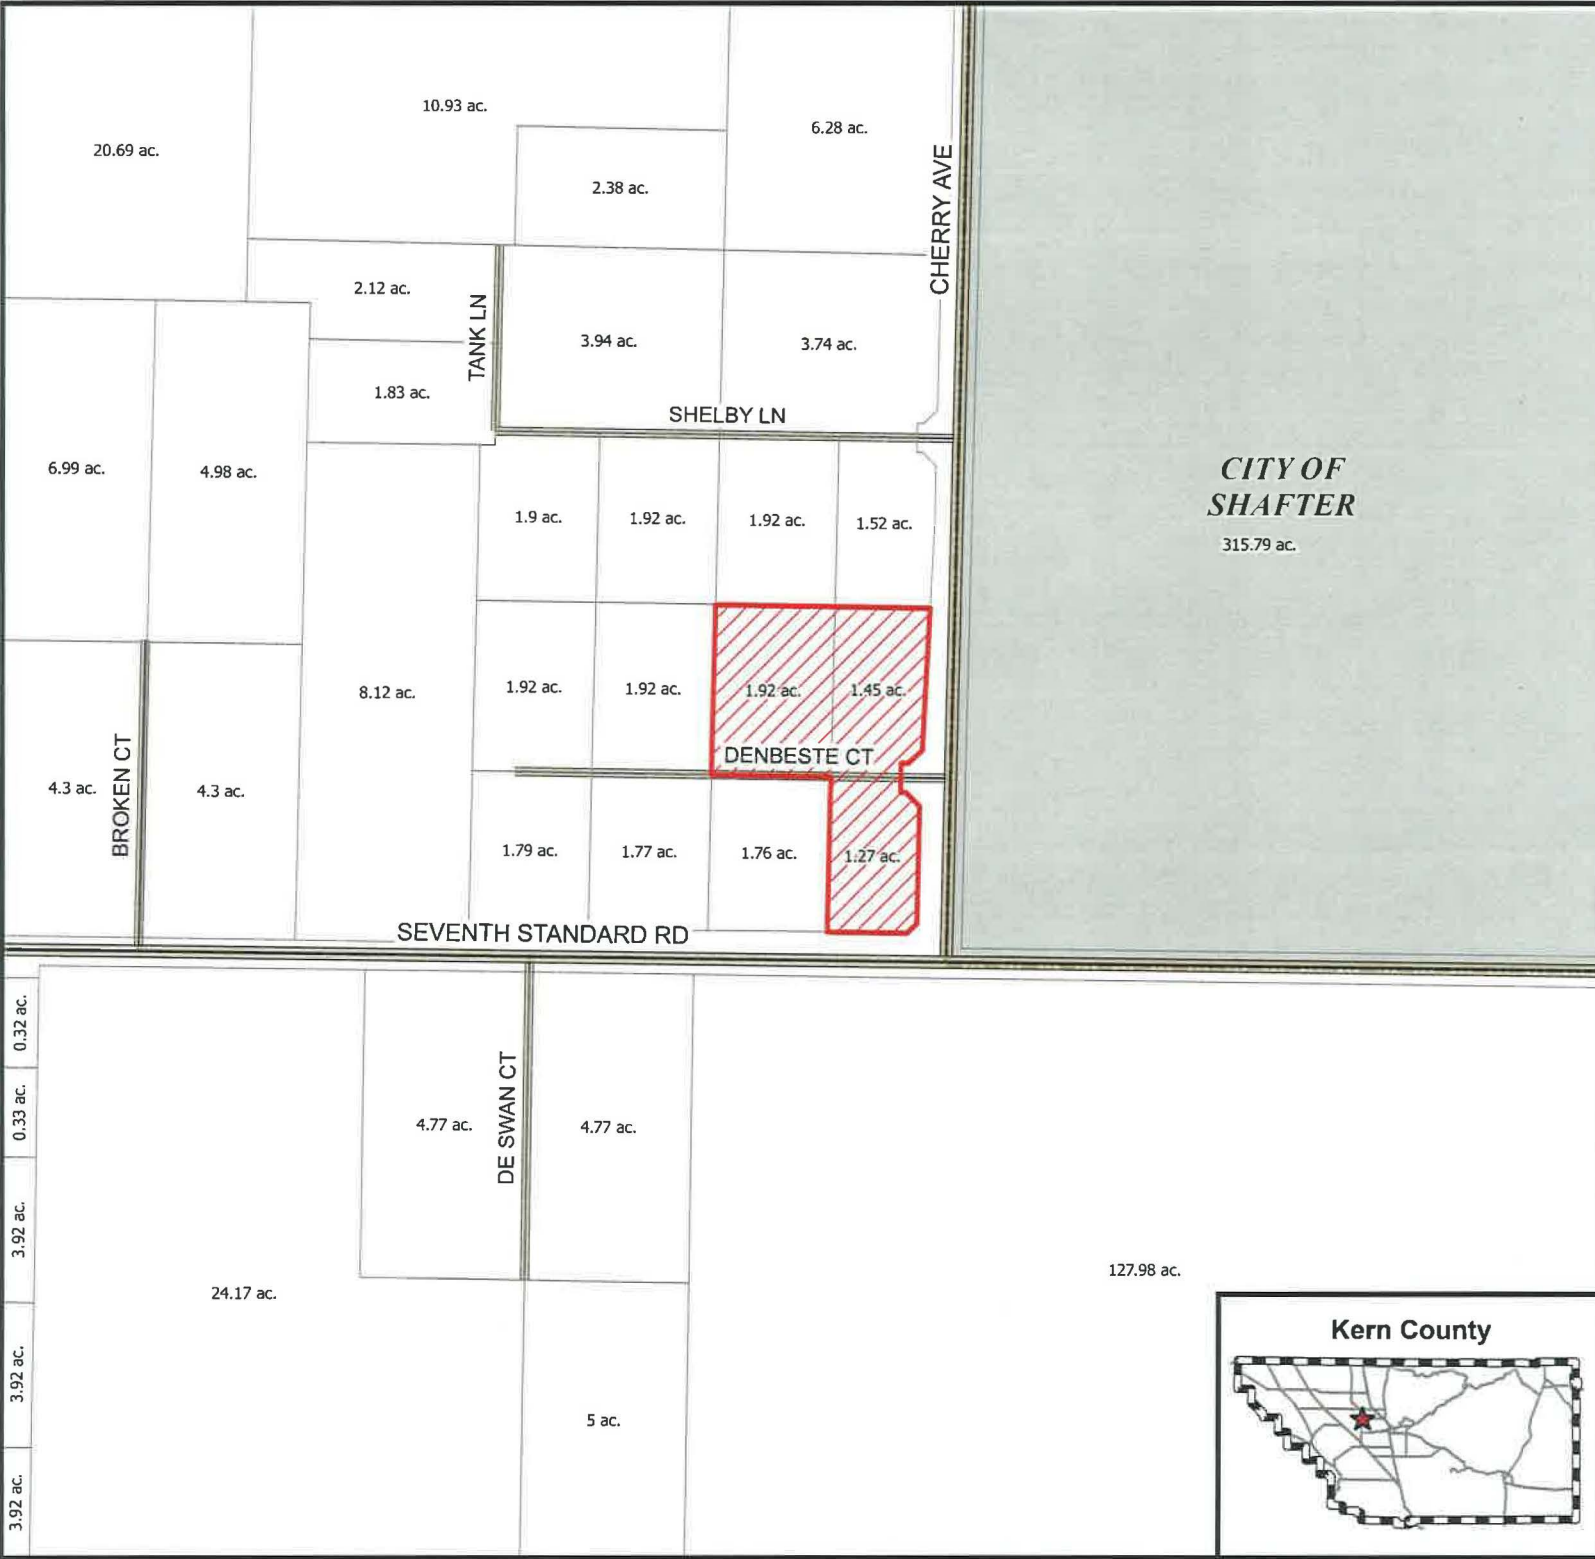 10.93 ac.
6.28 ac.
20.69 ac.
2.38 ac.
CHERRY AVE
2.12 ac.
TANK LN
3.94 ac.
3.74 ac.
1.83 ac.
SHELBY LN
6.99 ac.
4.98 ac.
CITY OF
SHAFTER
315.79 ac.
1.9 ac.
1.92 ac.
1.92 ac.
1.52 ac.
8.12 ac.
1.92 ac.
1.92 ac.
1.92 ac.
1.45 ac.
DENBESTE CT
BROKEN CT
4.3 ac.
4.3 ac.
1.79 ac.
1.77 ac.
1.76 ac.
1.27 ac.
SEVENTH STANDARD RD
0.32 ac.
0.33 ac.
4.77 ac.
DE SWAN CT
4.77 ac.
3.92 ac.
24.17 ac.
127.98 ac.
3.92 ac.
5 ac.
3.92 ac.
Kern County